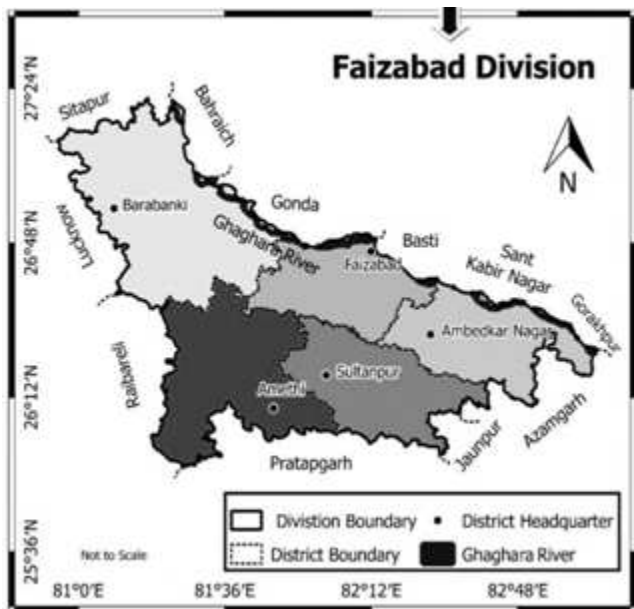 Faizabad Division
27°24'N
26°48'N
26°12'N
25°36'N
Sitapur
Bahraich
Gonda
Barabanki
Lucknow
Ghaghara River
Basti
Faizabad
Sant
Kabir Nagar
Gorakhpur
Ambedkar Nagar
Raibareli
Sultanpur
Amethi
Azamgarh
Jaunpur
Pratapgarh
N
Divistion Boundary
District Headquarter
District Boundary
Ghaghara River
Not to Scale
81°0'E
81°36'E
82°12'E
82°48'E